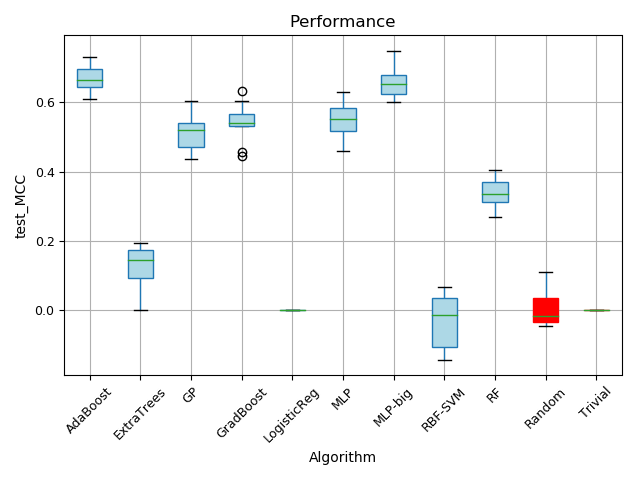 Performance
test_MCC
0.6
0.4
0.2
0.0
AdaBoost
ExtraTrees
GP
GradBoost
LogisticReg
MLP
MLP-big
RBF-SVM
RF
Random
Trivial
Algorithm